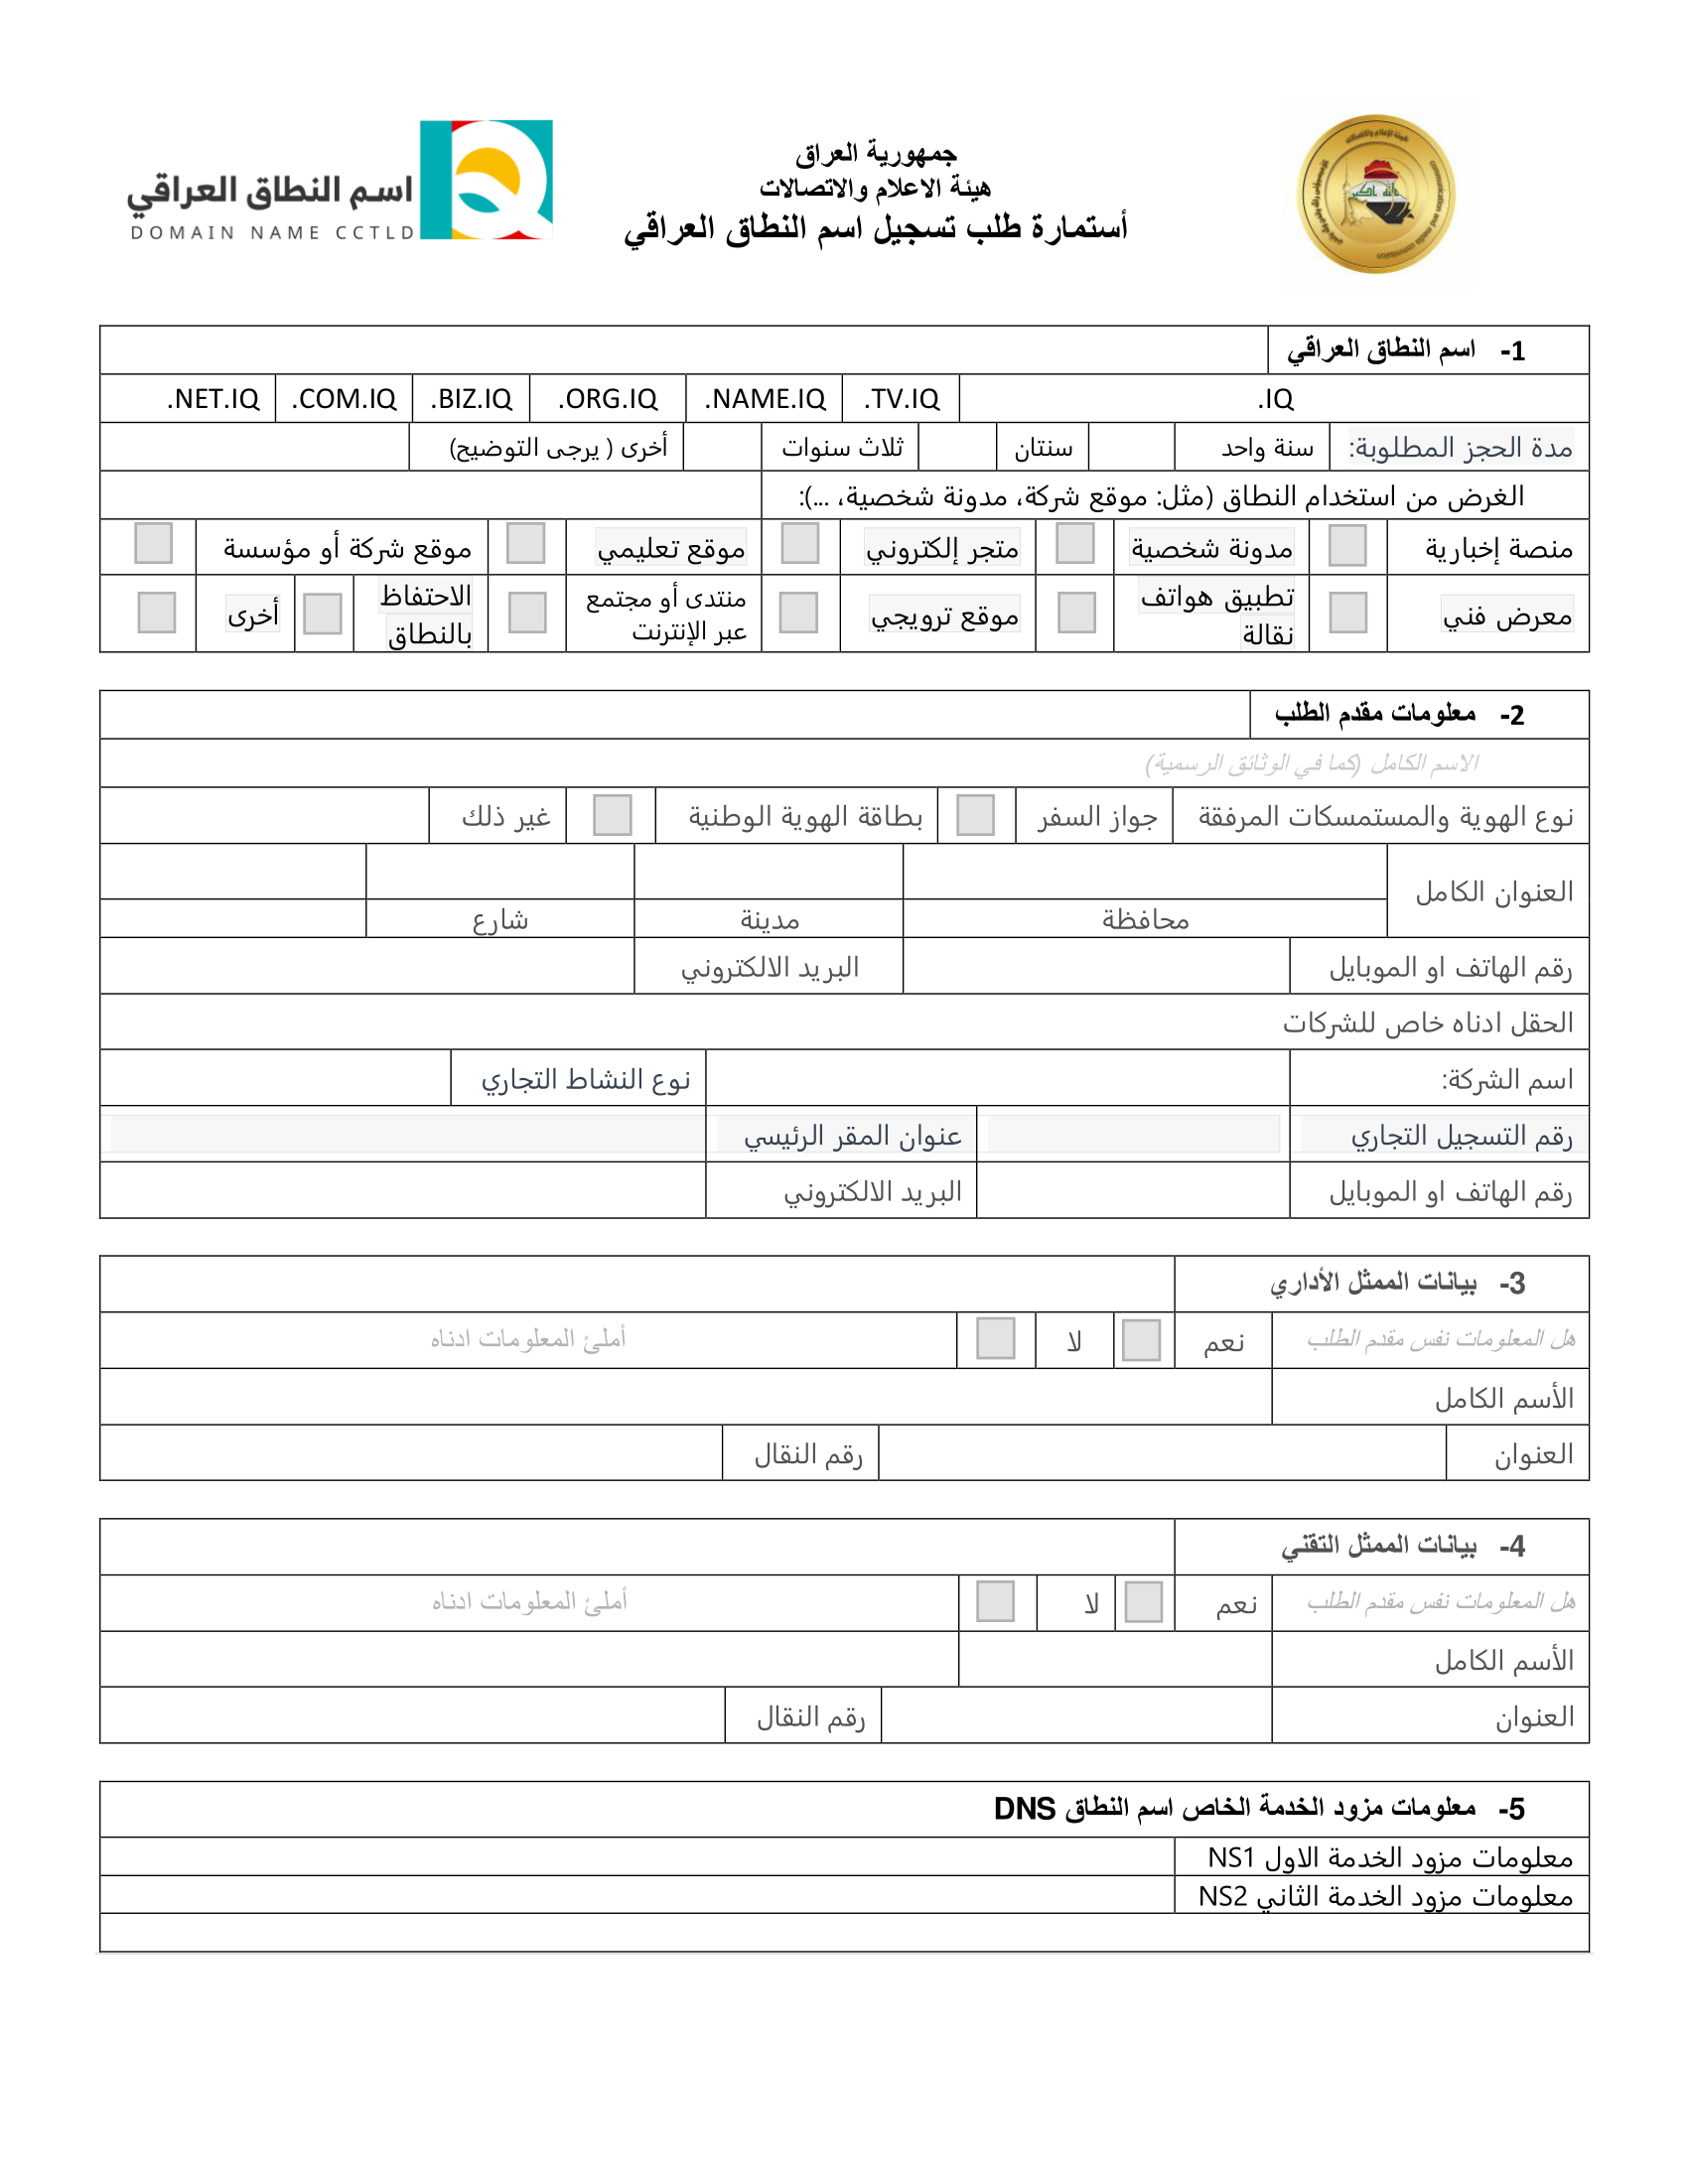 جمهورية العراق
هيئة الاعلام والاتصالات
أستمارة طلب تسجيل اسم النطاق العراقي
اسم النطاق العراقي
DOMAIN NAME CCTLD
communication and media commission
هيئة الإعلام والاتصالات
1- اسم النطاق العراقي
.IQ .TV.IQ .NAME.IQ .ORG.IQ .BIZ.IQ .COM.IQ .NET.IQ
مدة الحجز المطلوبة: سنة واحد سنتان ثلاث سنوات أخرى ( يرجى التوضيح)
الغرض من استخدام النطاق (مثل: موقع شركة، مدونة شخصية، ...):
منصة إخبارية مدونة شخصية متجر إلكتروني موقع تعليمي موقع شركة أو مؤسسة
معرض فني تطبيق هواتف نقالة موقع ترويجي منتدى أو مجتمع عبر الإنترنت الاحتفاظ بالنطاق أخرى
2- معلومات مقدم الطلب
الاسم الكامل (كما في الوثائق الرسمية)
نوع الهوية والمستمسكات المرفقة جواز السفر بطاقة الهوية الوطنية غير ذلك
العنوان الكامل
محافظة مدينة شارع
رقم الهاتف او الموبايل البريد الالكتروني
الحقل ادناه خاص للشركات
اسم الشركة: نوع النشاط التجاري
رقم التسجيل التجاري عنوان المقر الرئيسي
رقم الهاتف او الموبايل البريد الالكتروني
3- بيانات الممثل الأداري
هل المعلومات نفس مقدم الطلب نعم لا أملئ المعلومات ادناه
الأسم الكامل
العنوان رقم النقال
4- بيانات الممثل التقني
هل المعلومات نفس مقدم الطلب نعم لا أملئ المعلومات ادناه
الأسم الكامل
العنوان رقم النقال
5- معلومات مزود الخدمة الخاص اسم النطاق DNS
معلومات مزود الخدمة الاول NS1
معلومات مزود الخدمة الثاني NS2